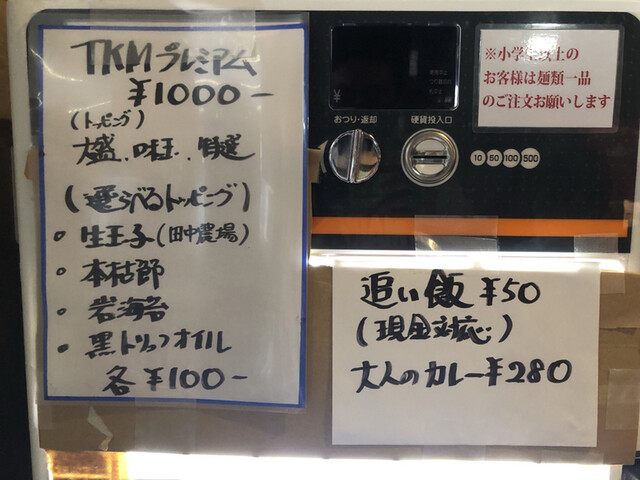 TKMプレミアム
¥1000-
(トッピング)
大盛、味玉、特選
(選らべるトッピング)
・生玉子(田中農場)
・本枯節
・岩海苔
・黒トリュフオイル
各¥100-
¥
おつり・返却
硬貨投入口
10 50 100 500
※小学生以上の
お客様は麺類一品
のご注文お願いします
追い飯¥50
(現金対応)
大人のカレー¥280